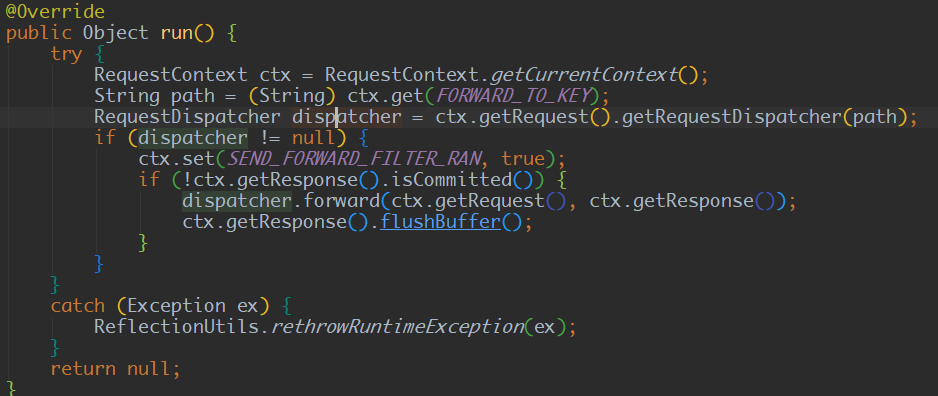 @Override
public Object run() {
    try {
        RequestContext ctx = RequestContext.getCurrentContext();
        String path = (String) ctx.get(FORWARD_TO_KEY);
        RequestDispatcher dispatcher = ctx.getRequest().getRequestDispatcher(path);
        if (dispatcher != null) {
            ctx.set(SEND_FORWARD_FILTER_RAN, true);
            if (!ctx.getResponse().isCommitted()) {
                dispatcher.forward(ctx.getRequest(), ctx.getResponse());
                ctx.getResponse().flushBuffer();
            }
        }
    }
    catch (Exception ex) {
        ReflectionUtils.rethrowRuntimeException(ex);
    }
    return null;
}